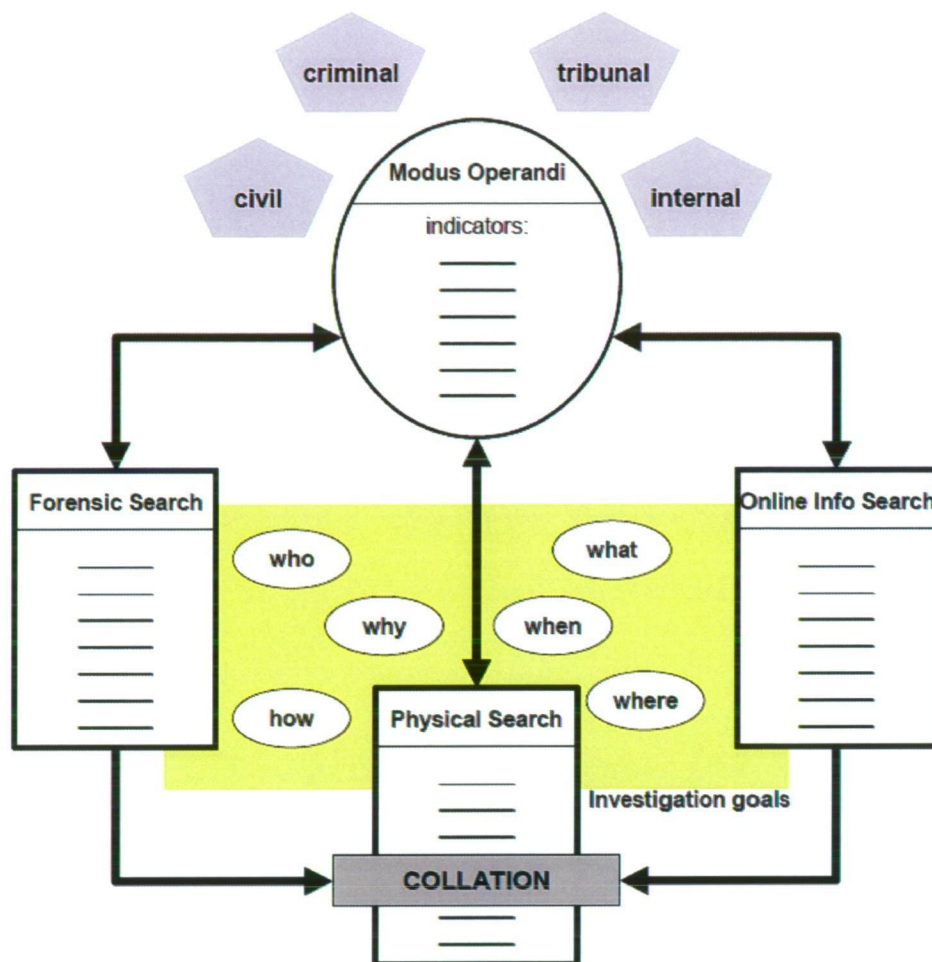 criminal
tribunal
civil
internal
Modus Operandi
indicators:
Forensic Search
Online Info Search
who
what
why
when
how
where
Physical Search
Investigation goals
COLLATION